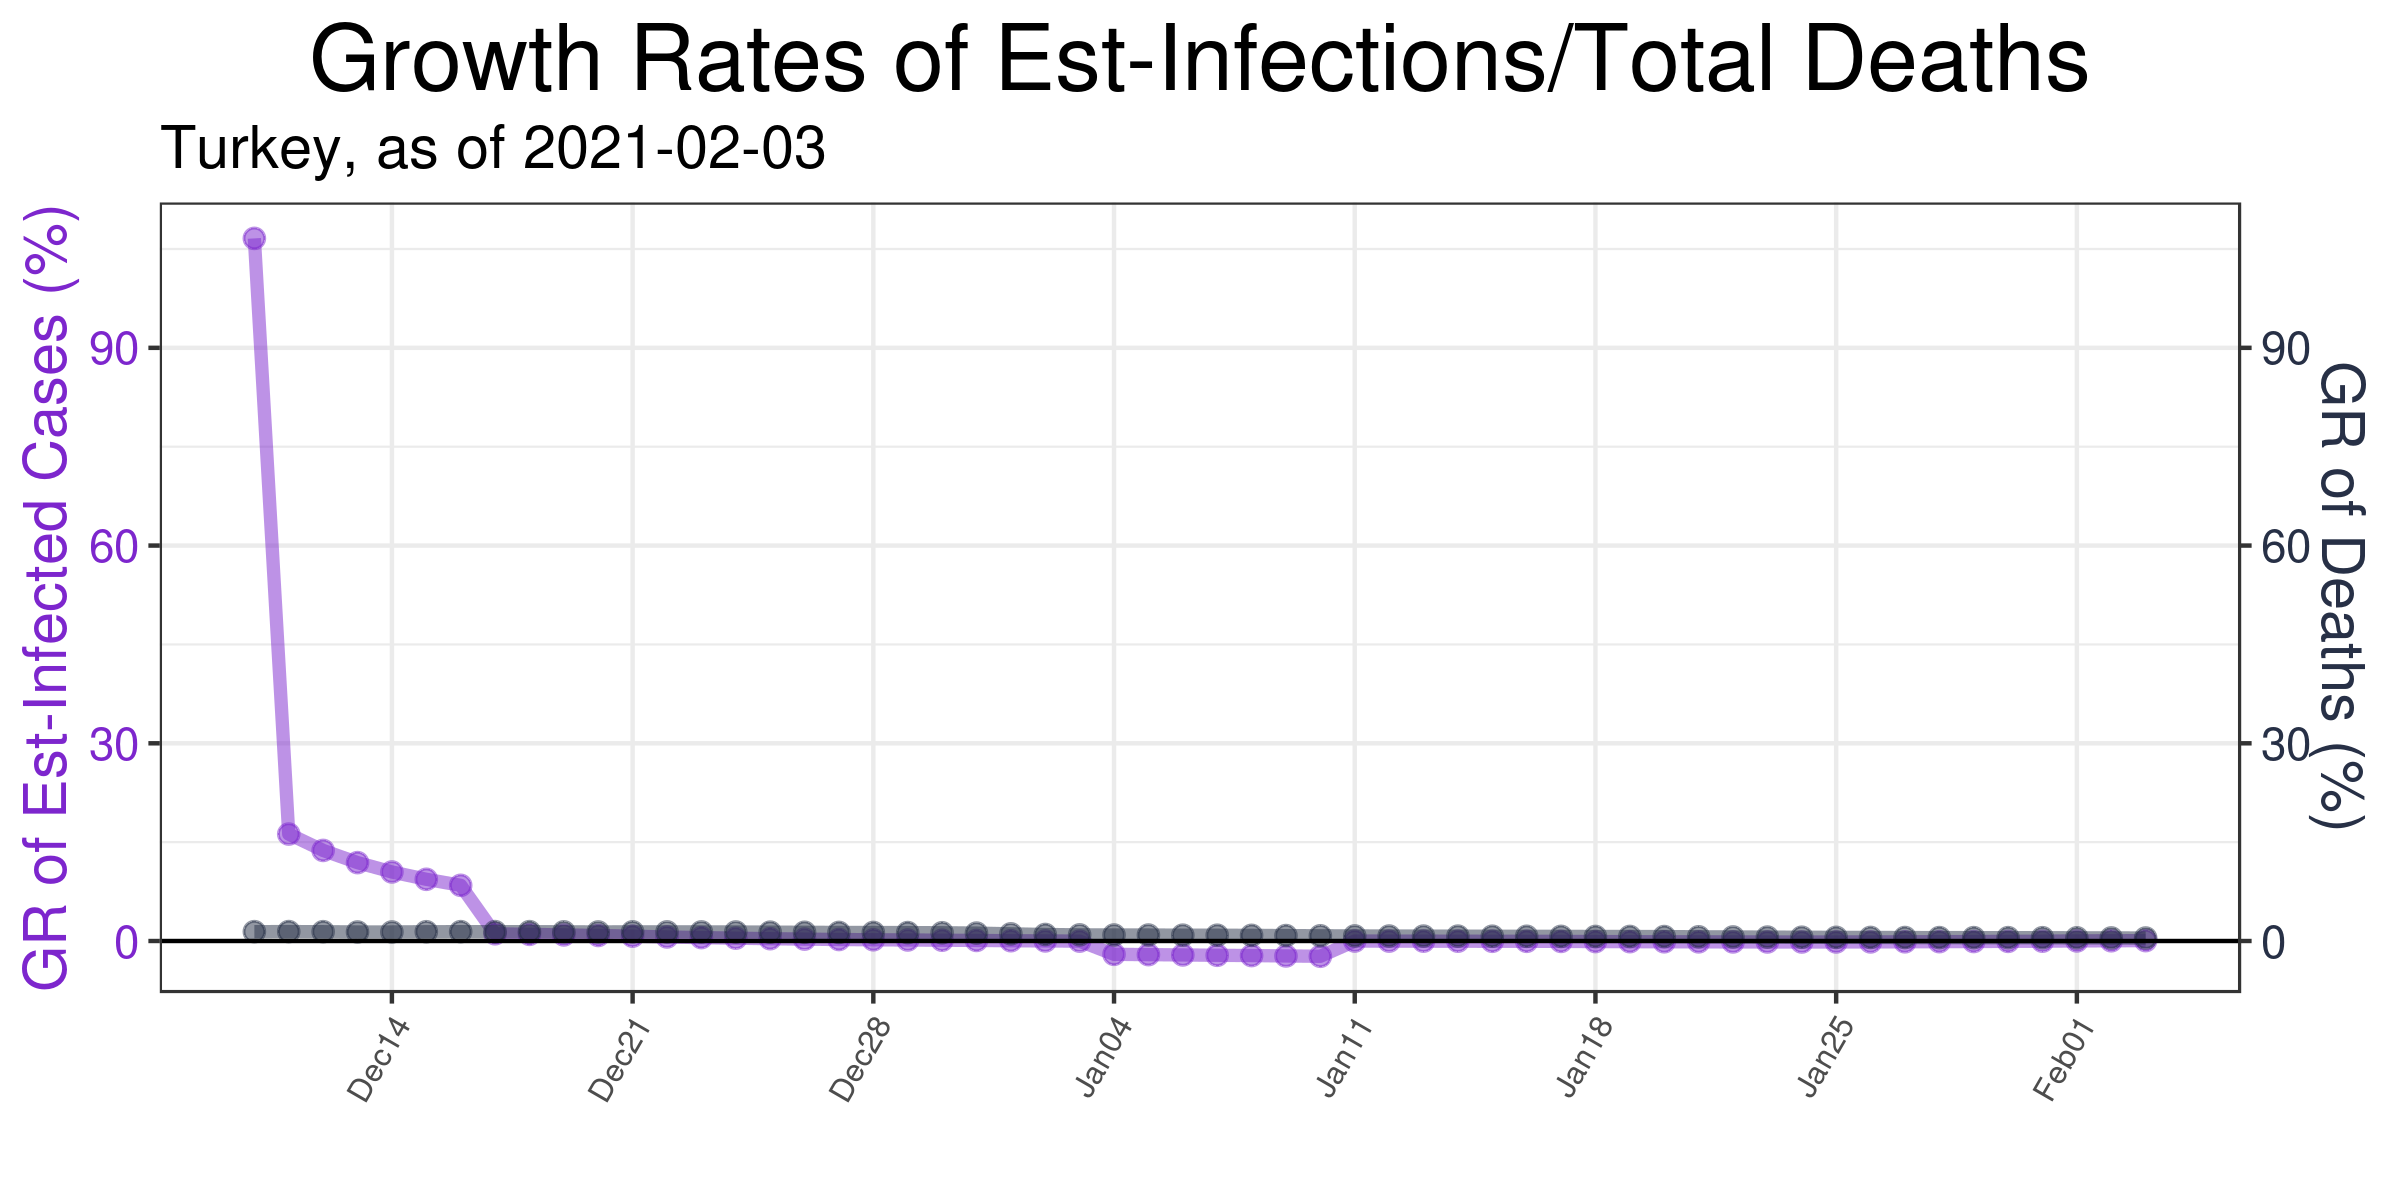 Growth Rates of Est-Infections/Total Deaths
Turkey, as of 2021-02-03
GR of Est-Infected Cases (%)
90
60
30
0
90
60
30
0
GR of Deaths (%)
Dec14
Dec21
Dec28
Jan04
Jan11
Jan18
Jan25
Feb01